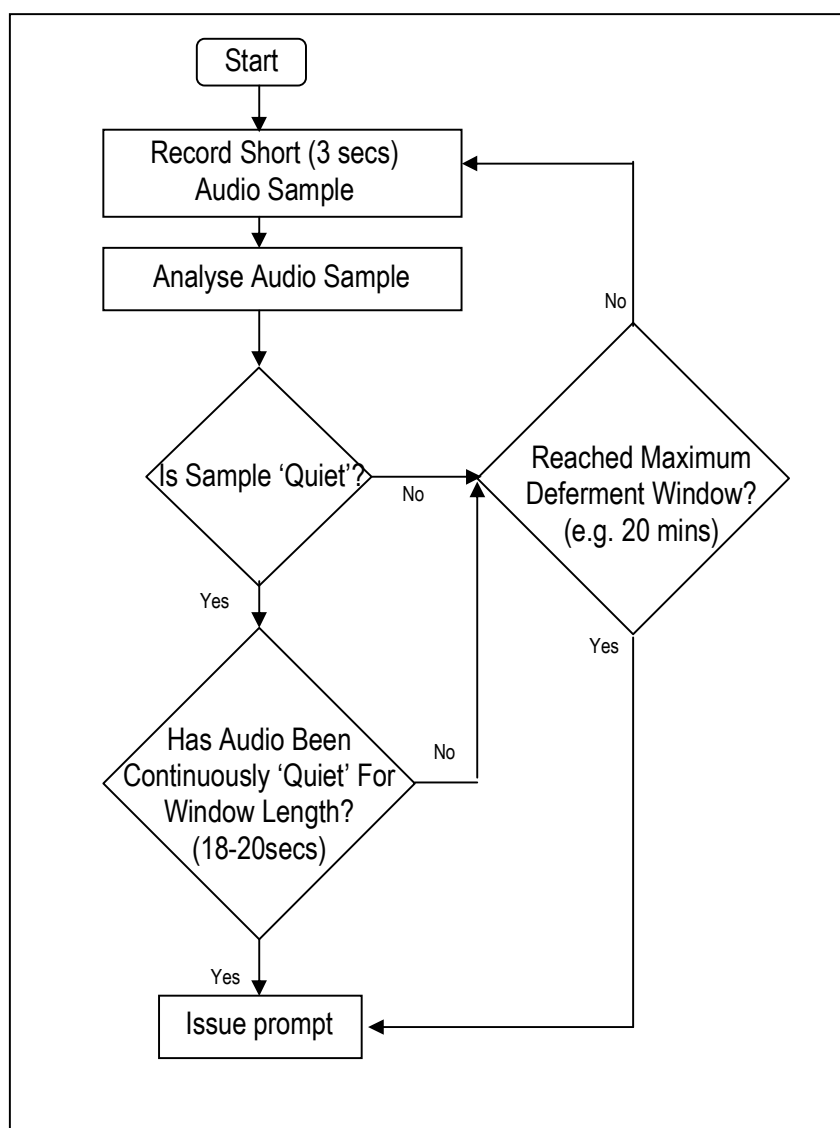 Start
Record Short (3 secs)
Audio Sample
Analyse Audio Sample
No
Is Sample ‘Quiet’?
No
Reached Maximum
Deferment Window?
(e.g. 20 mins)
Yes
Yes
Has Audio Been
Continuously ‘Quiet’ For
Window Length?
(18-20secs)
No
Yes
Issue prompt